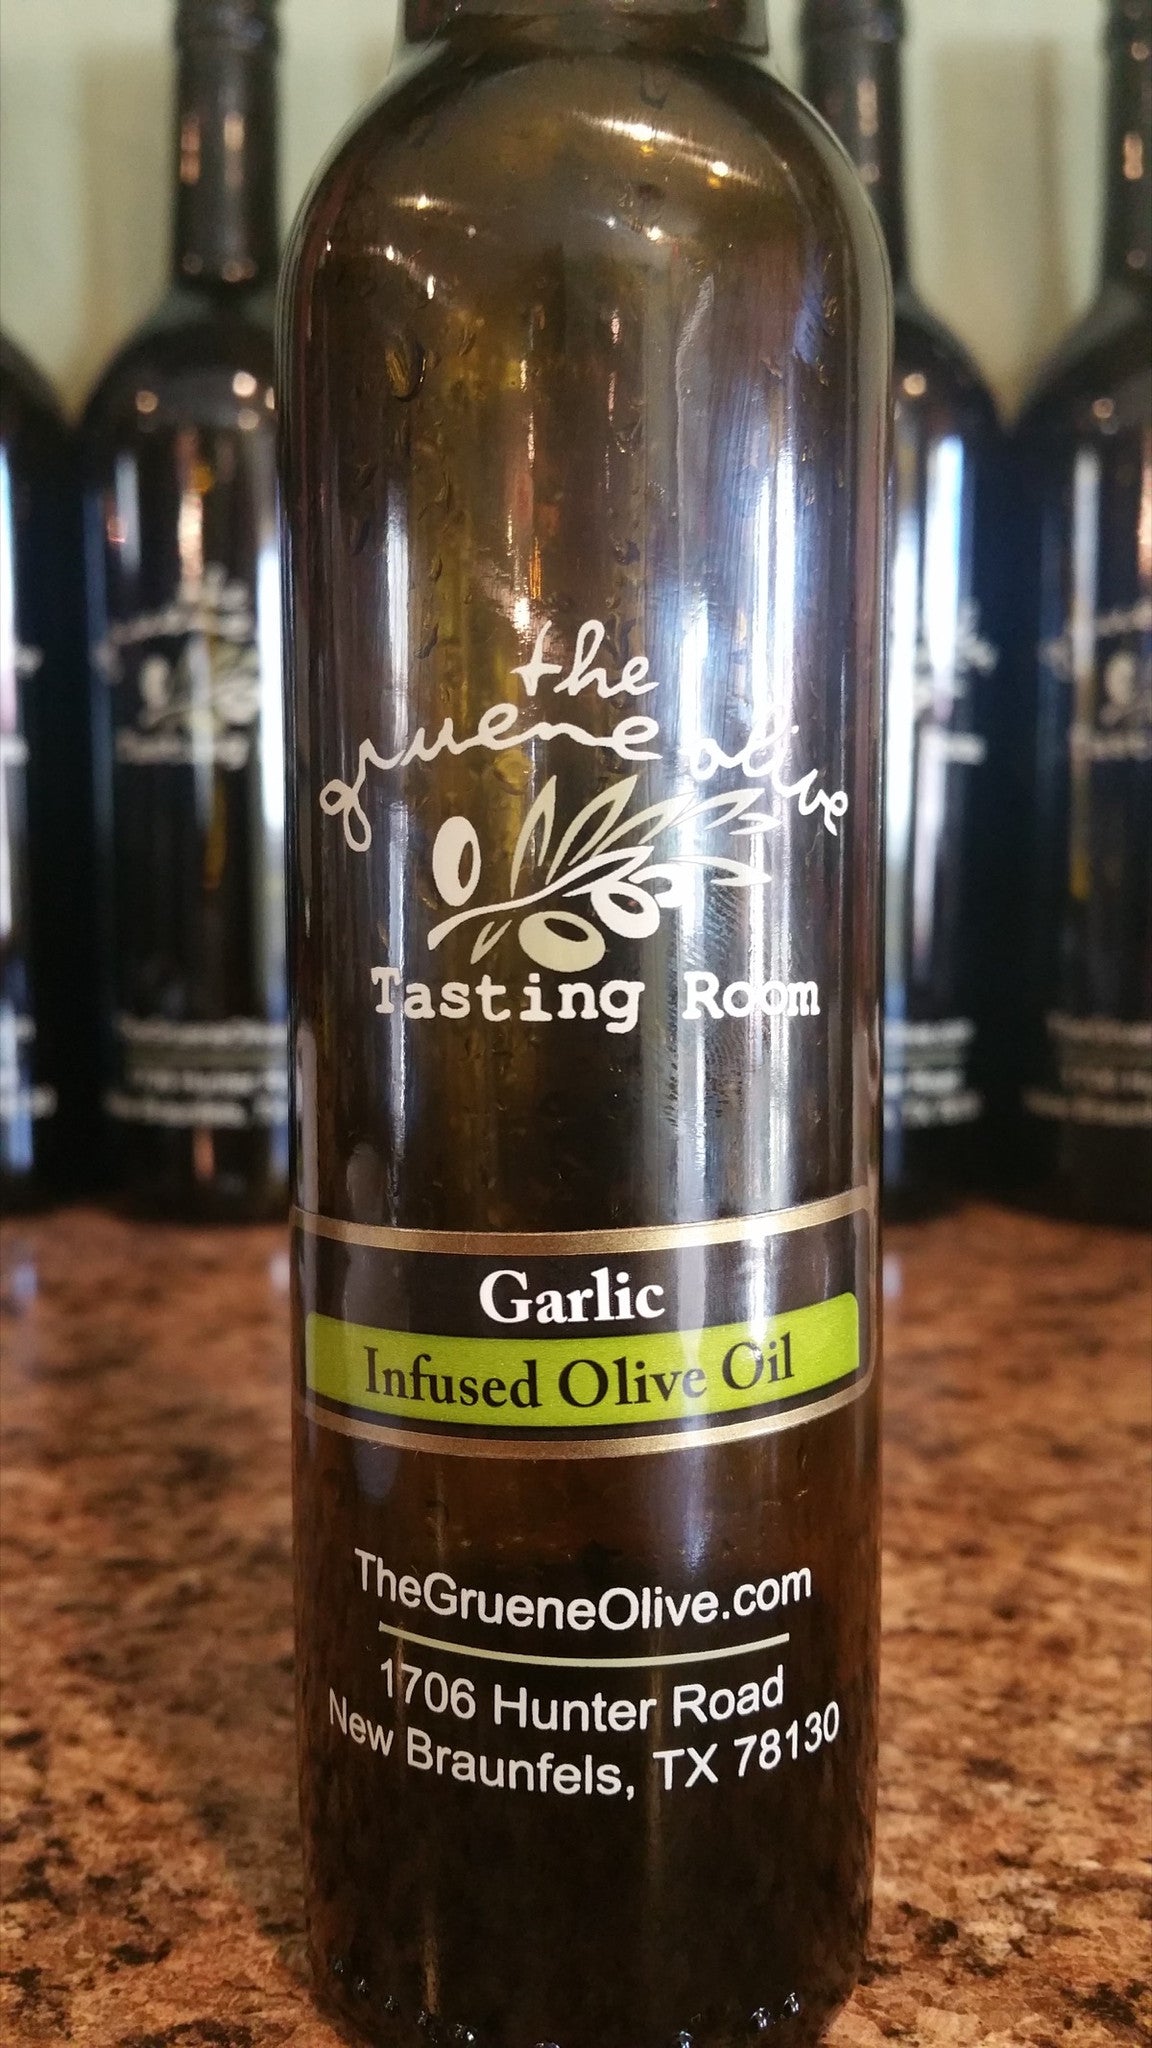 the
gruene olive
Tasting Room
Garlic
Infused Olive Oil
TheGrueneOlive.com
1706 Hunter Road
New Braunfels, TX 78130